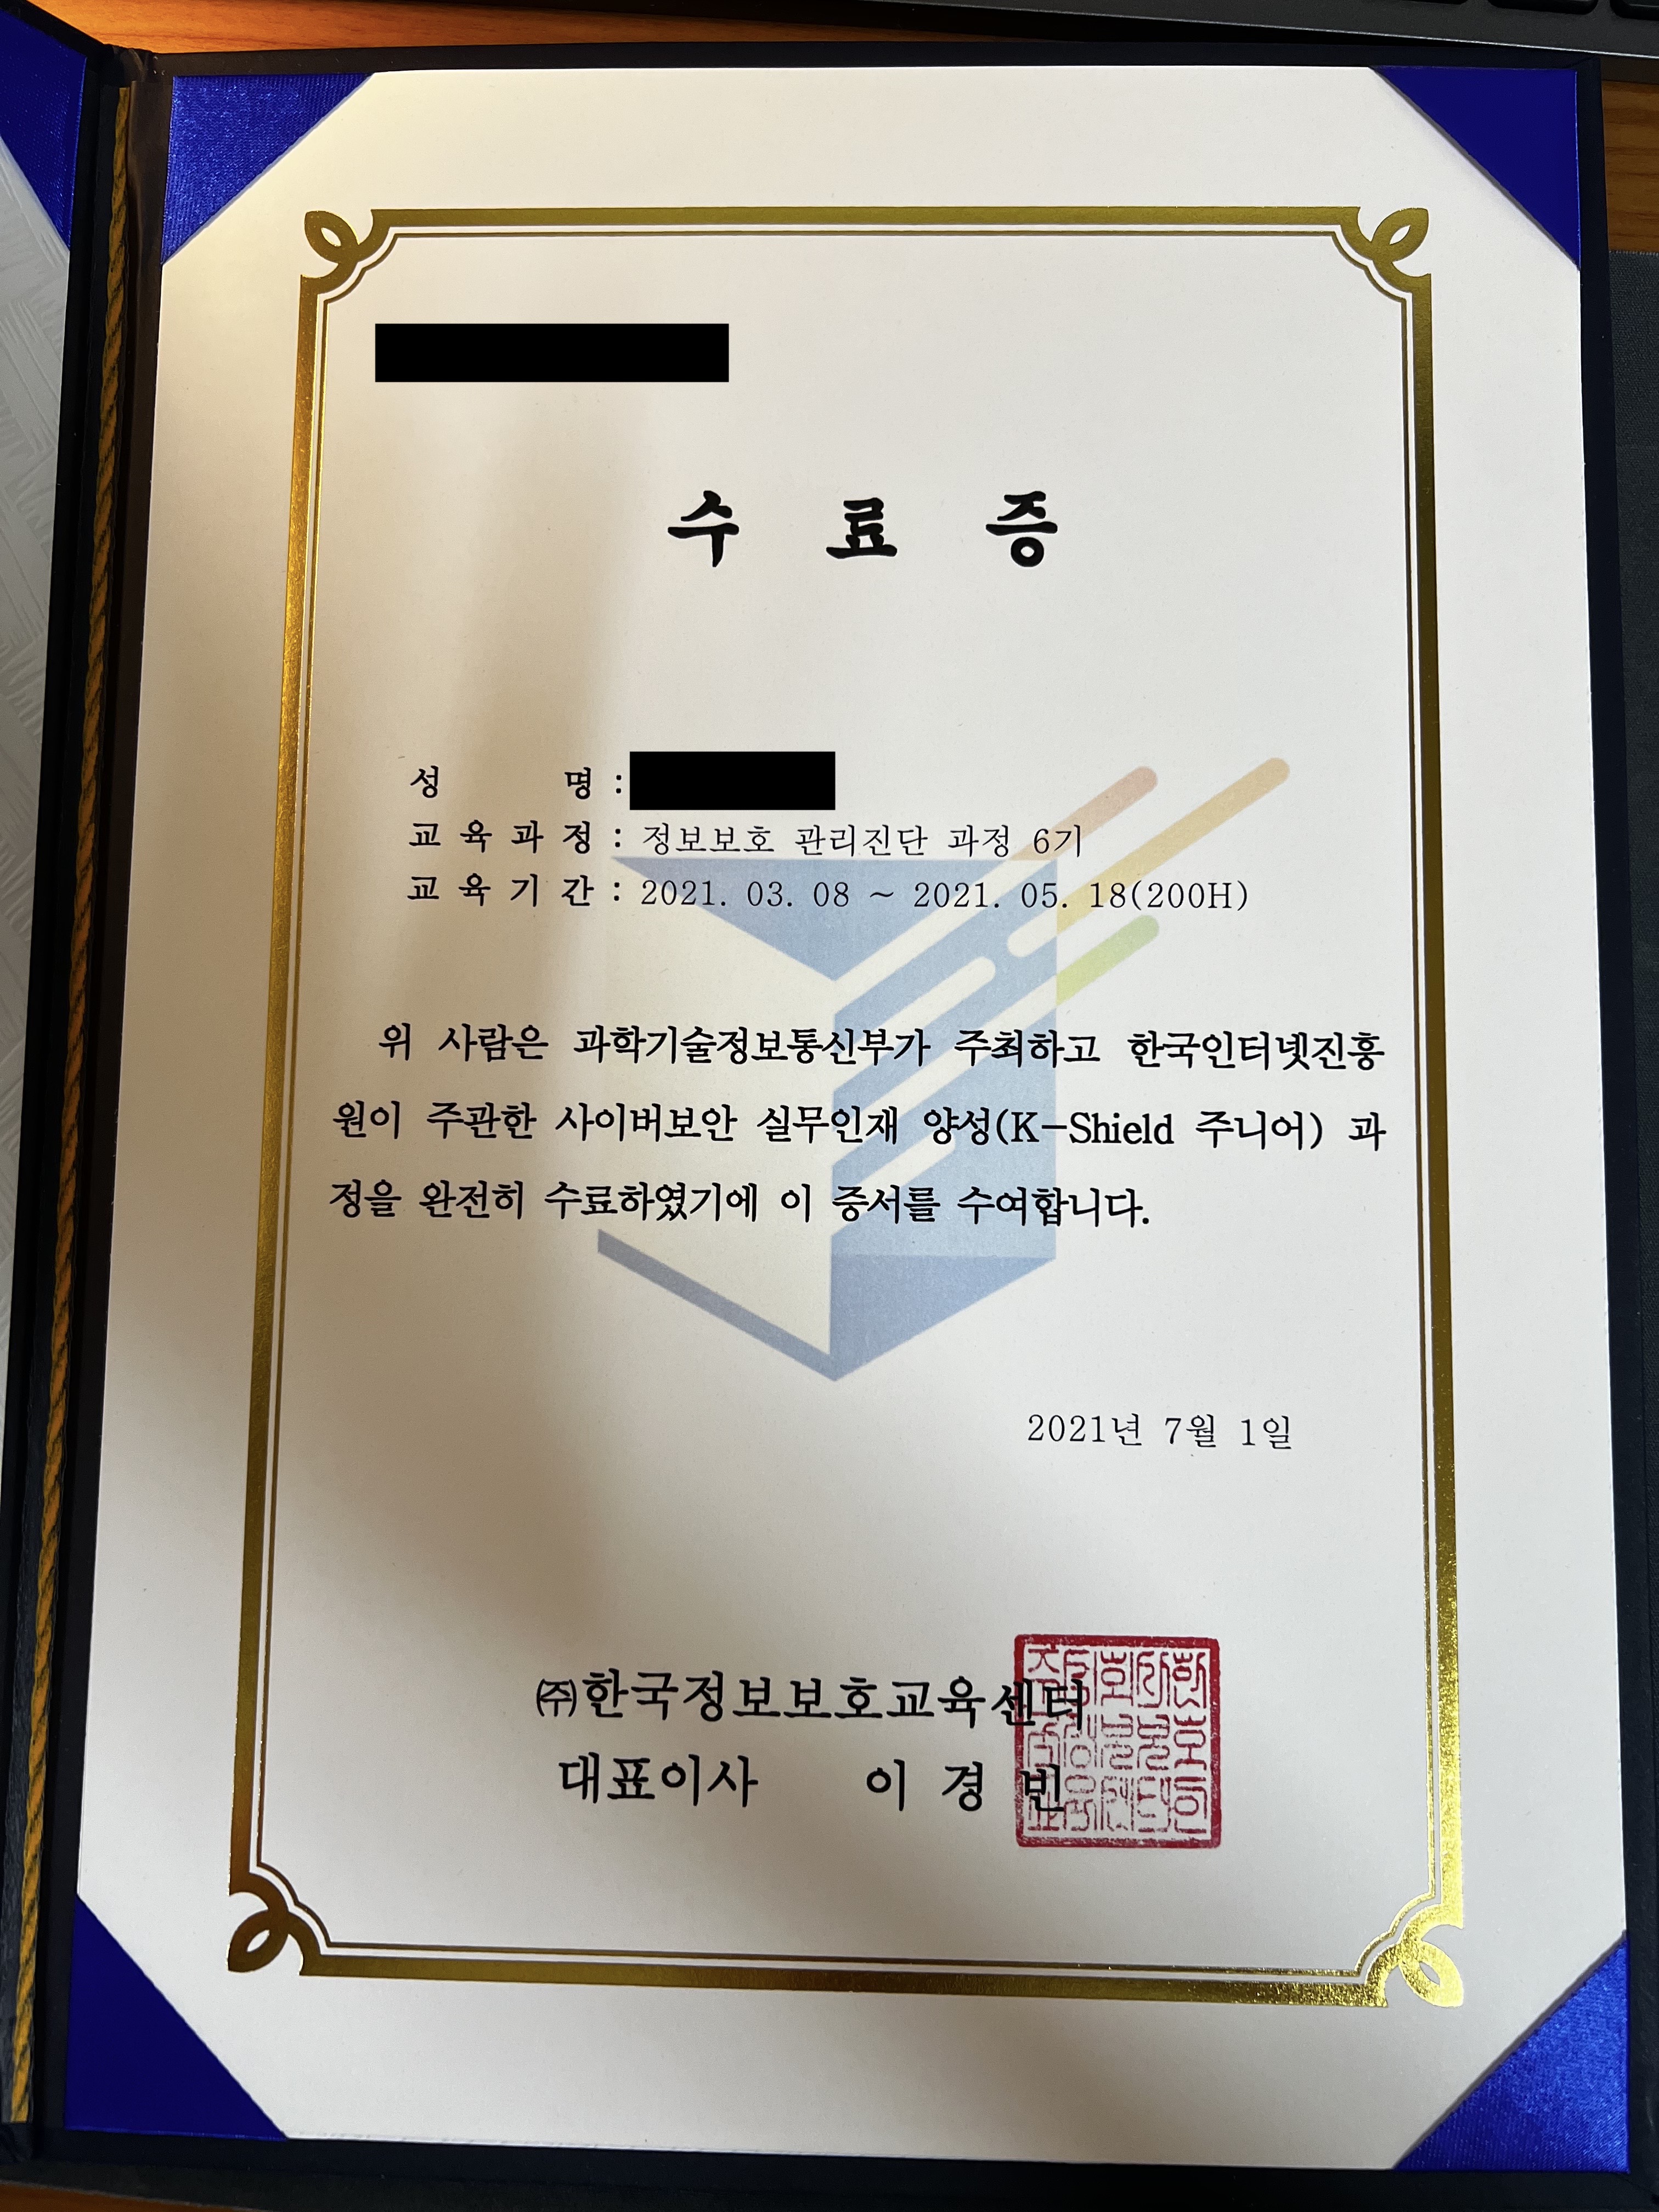 수 료 증
성 명 :
교 육 과 정 : 정보보호 관리진단 과정 6기
교 육 기 간 : 2021. 03. 08 ~ 2021. 05. 18(200H)
위 사람은 과학기술정보통신부가 주최하고 한국인터넷진흥
원이 주관한 사이버보안 실무인재 양성(K-Shield 주니어) 과
정을 완전히 수료하였기에 이 증서를 수여합니다.
2021년 7월 1일
㈜한국정보보호교육센터
대표이사 이 경 빈